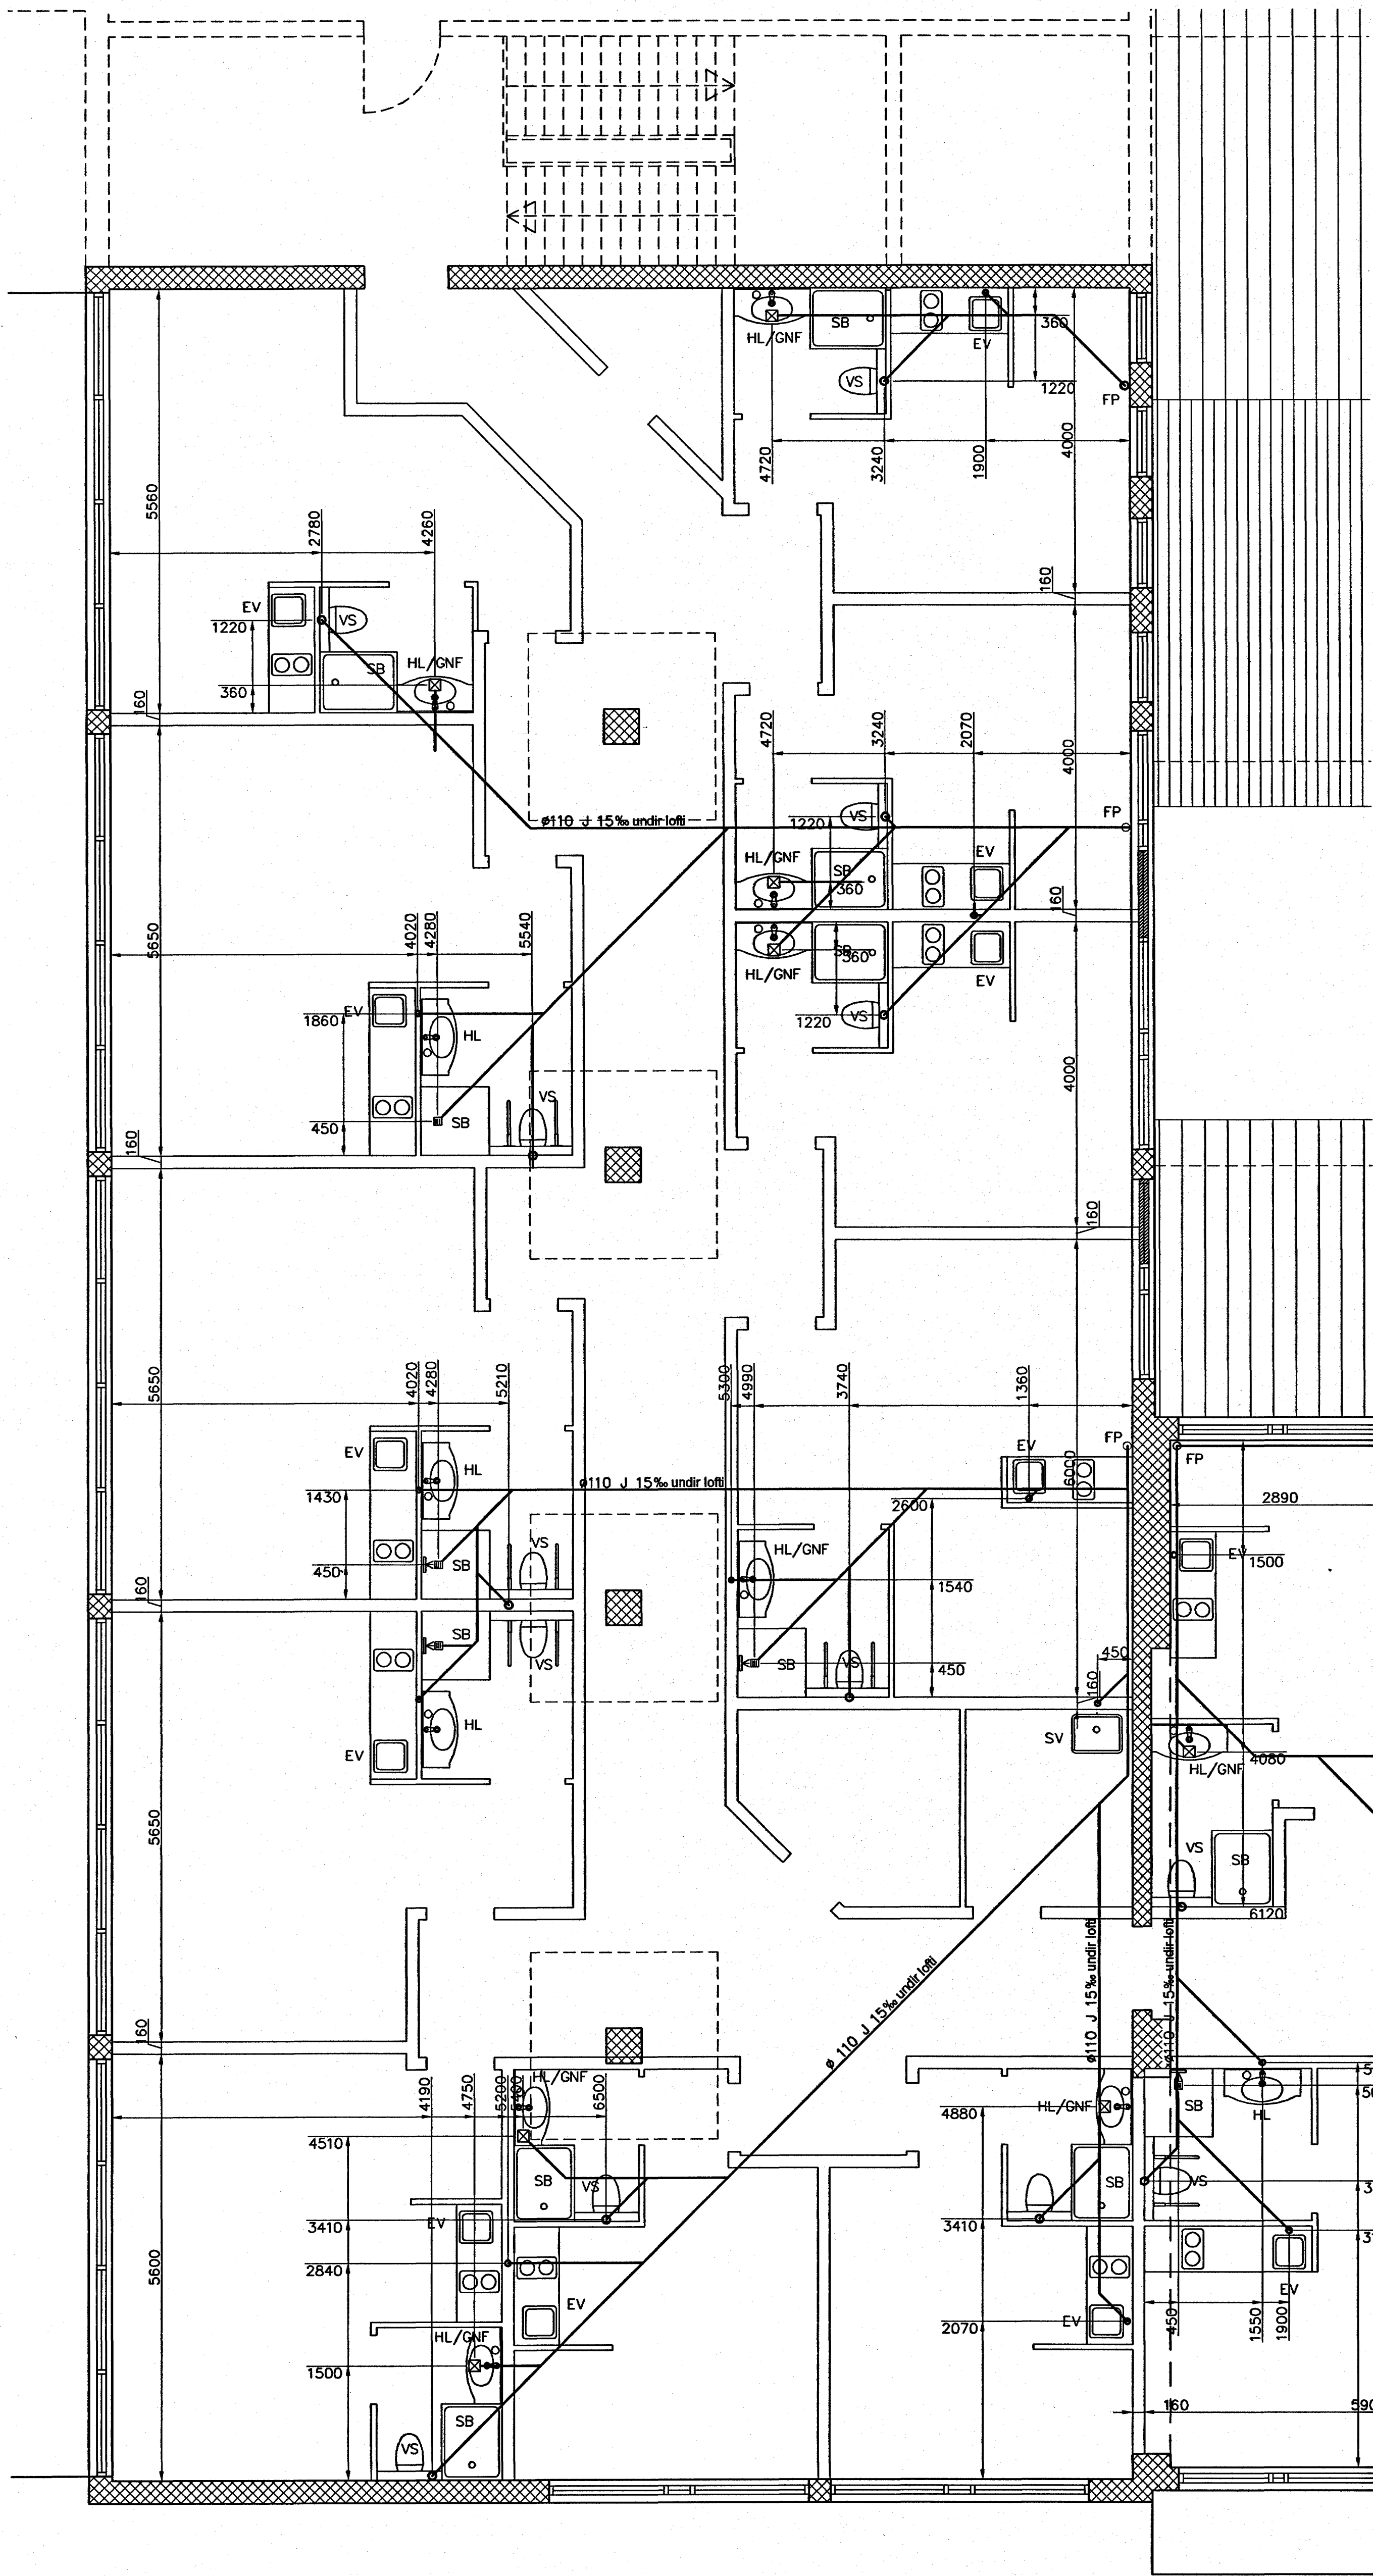 SB
360
HL/GNF
EV
VS
1220
FP
4000
4720
3240
1900
5560
2780
4260
160
EV
VS
1220
HL/GNF
SB
360
160
4720
3240
2070
4000
FP
ø110 J 15‰ undir lofti
VS
1220
EV
HL/GNF
SB
360
160
5650
4020
4280
5540
SB
360
HL/GNF
EV
EV
1860
HL
VS
1220
4000
VS
450
SB
160
160
5650
4020
4280
5210
5300
4990
3740
1360
FP
EV
FP
EV
HL
6000
ø110 J 15‰ undir lofti
1430
2600
2890
VS
HL/GNF
EV
1500
450
SB
1540
160
SB
VS
SB
VS
450
450
160
HL
SV
EV
4080
HL/GNF
5650
VS
SB
6120
ø110 J 15‰ undir lofti
ø110 J 15‰ undir lofti
ø 110 J 15‰ undir lofti
160
4190
4750
5200
5400
HL/GNF
6500
4880
HL/GNF
SB
HL
4510
SB
VS
SB
VS
EV
3410
3410
2840
5600
EV
EV
2070
EV
450
1550
1900
HL/GNF
1500
160
590
SB
VS